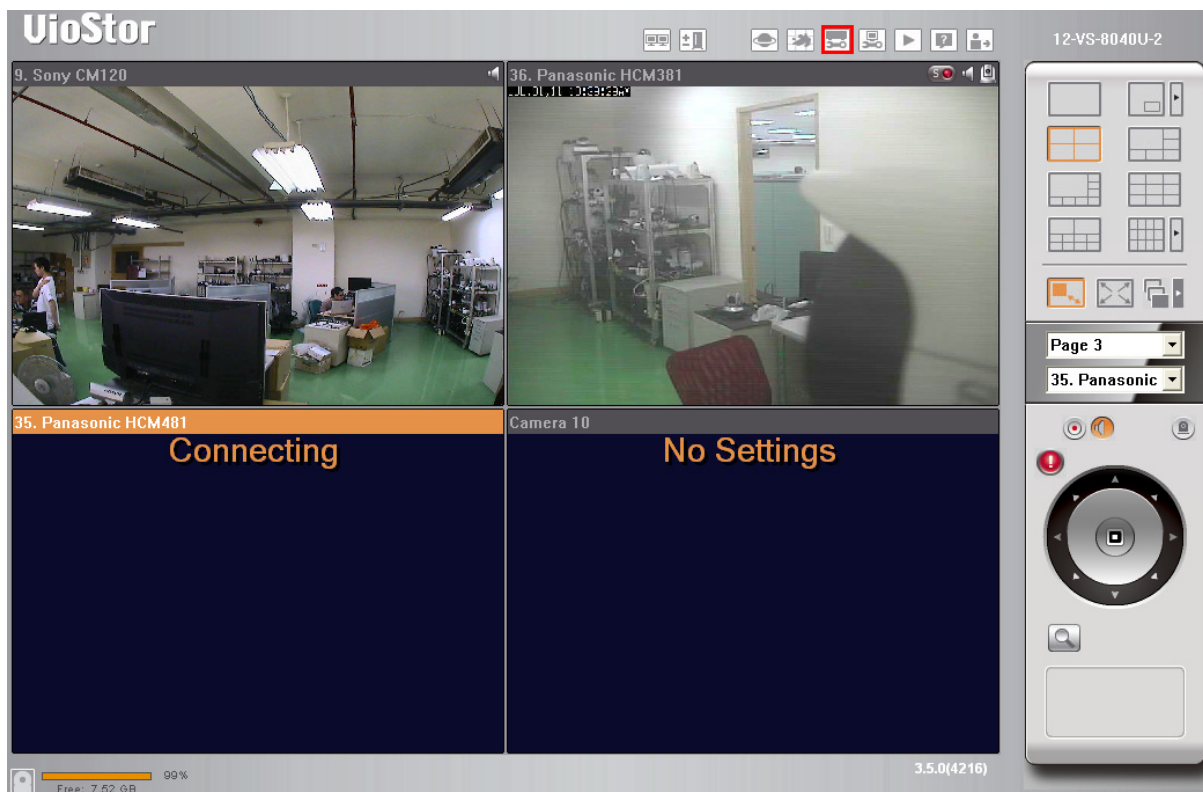 VioStor
12-VS-8040U-2
9. Sony CM120
36. Panasonic HCM381
S
Page 3
35. Panasonic
35. Panasonic HCM481
Camera 10
Connecting
No Settings
99%
Free: 7.52 GB
3.5.0(4216)